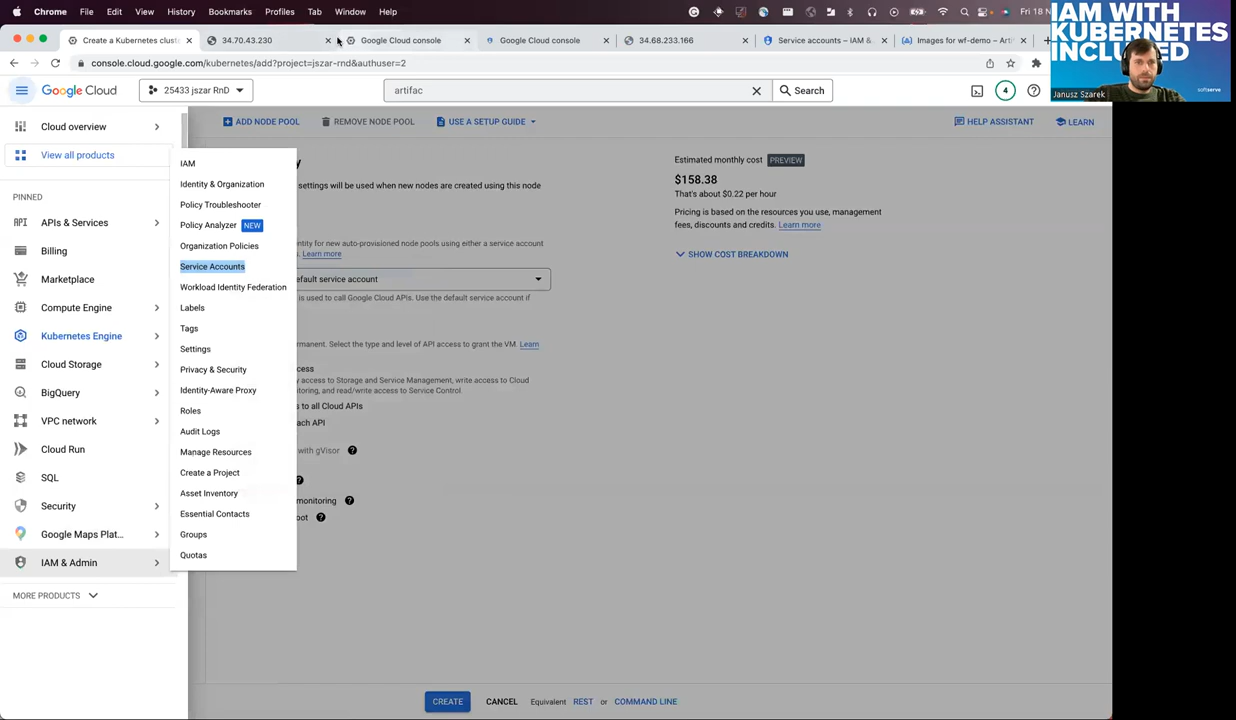 Chrome File Edit View History Bookmarks Profiles Tab Window Help
Fri 18 N
Create a Kubernetes cluste
34.70.43.230
Google Cloud console
Google Cloud console
34.68.233.166
Service accounts – IAM &
Images for wf-demo – Arti
console.cloud.google.com/kubernetes/add?project=jszar-rnd&authuser=2
IAM WITH
KUBERNETES
INCLUDED
Janusz Szarek
softserve
Google Cloud
25433 jszar RnD
artifac
Search
4
Cloud overview
View all products
PINNED
APIs & Services
Billing
Marketplace
Compute Engine
Kubernetes Engine
Cloud Storage
BigQuery
VPC network
Cloud Run
SQL
Security
Google Maps Plat...
IAM & Admin
MORE PRODUCTS
IAM
Identity & Organization
Policy Troubleshooter
Policy Analyzer NEW
Organization Policies
Service Accounts
Workload Identity Federation
Labels
Tags
Settings
Privacy & Security
Identity-Aware Proxy
Roles
Audit Logs
Manage Resources
Create a Project
Asset Inventory
Essential Contacts
Groups
Quotas
ADD NODE POOL
REMOVE NODE POOL
USE A SETUP GUIDE
HELP ASSISTANT
LEARN
y
settings will be used when new nodes are created using this node
entity for new auto-provisioned node pools using either a service account
Learn more
efault service account
is used to call Google Cloud APIs. Use the default service account if
rmanent. Select the type and level of API access to grant the VM. Learn
ccess
y access to Storage and Service Management, write access to Cloud
itoring, and read/write access to Service Control.
s to all Cloud APIs
ach API
with gVisor
monitoring
oot
Estimated monthly cost PREVIEW
$158.38
That's about $0.22 per hour
Pricing is based on the resources you use, management
fees, discounts and credits. Learn more
SHOW COST BREAKDOWN
CREATE
CANCEL
Equivalent REST or COMMAND LINE